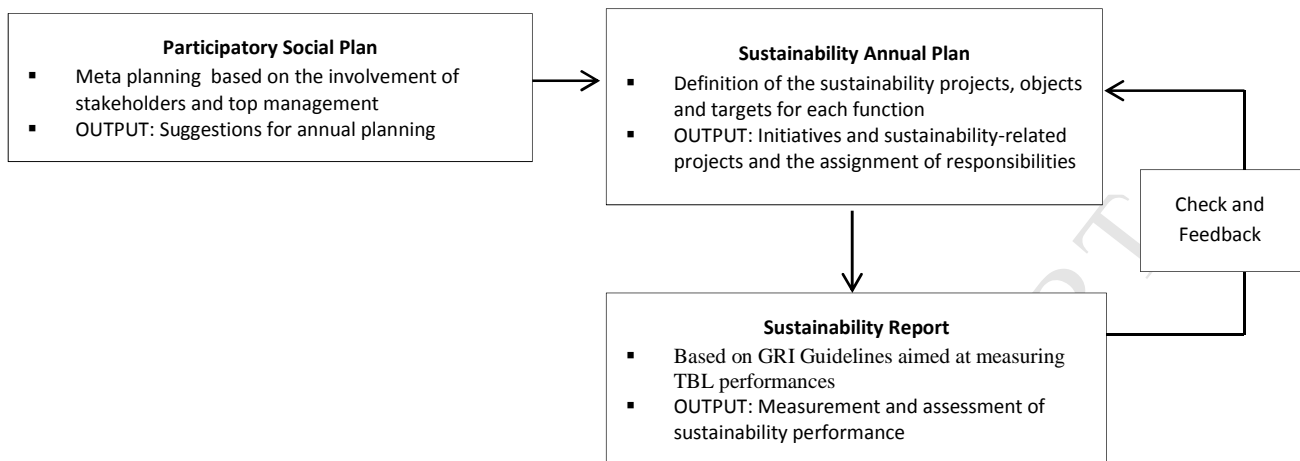 Participatory Social Plan
▪ Meta planning based on the involvement of
stakeholders and top management
▪ OUTPUT: Suggestions for annual planning
Sustainability Annual Plan
▪ Definition of the sustainability projects, objects
and targets for each function
▪ OUTPUT: Initiatives and sustainability-related
projects and the assignment of responsibilities
Check and
Feedback
Sustainability Report
▪ Based on GRI Guidelines aimed at measuring
TBL performances
▪ OUTPUT: Measurement and assessment of
sustainability performance